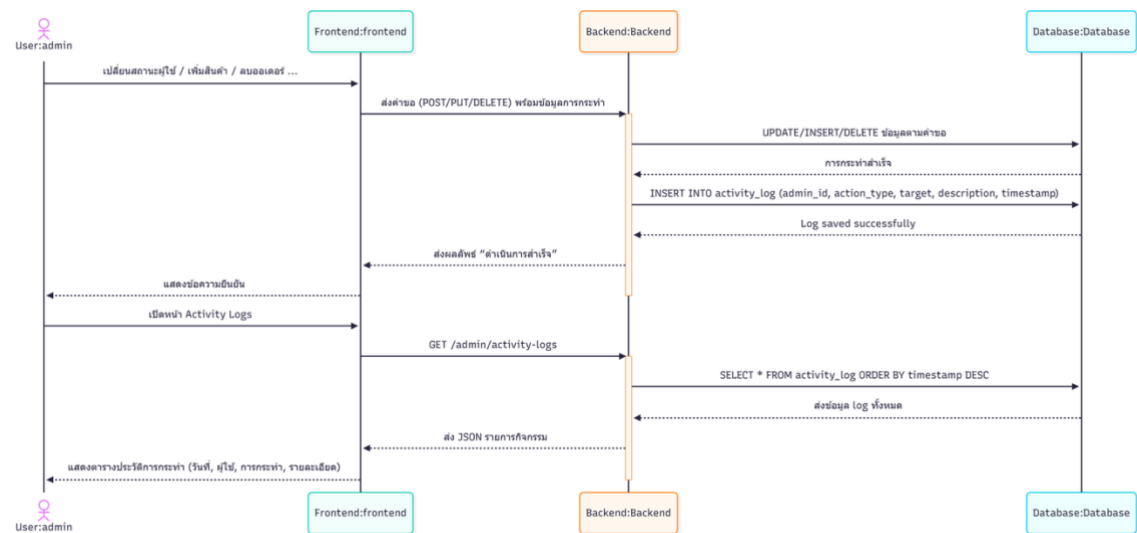 User:admin
Frontend:frontend
Backend:Backend
Database:Database
เปลี่ยนสถานะผู้ใช้ / เพิ่มสินค้า / ลบออเดอร์ ...
ส่งคำขอ (POST/PUT/DELETE) พร้อมข้อมูลการกระทำ
UPDATE/INSERT/DELETE ข้อมูลตามคำขอ
การกระทำสำเร็จ
INSERT INTO activity_log (admin_id, action_type, target, description, timestamp)
Log saved successfully
ส่งผลลัพธ์ “ดำเนินการสำเร็จ”
แสดงข้อความยืนยัน
เปิดหน้า Activity Logs
GET /admin/activity-logs
SELECT * FROM activity_log ORDER BY timestamp DESC
ส่งข้อมูล log ทั้งหมด
ส่ง JSON รายการกิจกรรม
แสดงตารางประวัติการกระทำ (วันที่, ผู้ใช้, การกระทำ, รายละเอียด)
User:admin
Frontend:frontend
Backend:Backend
Database:Database